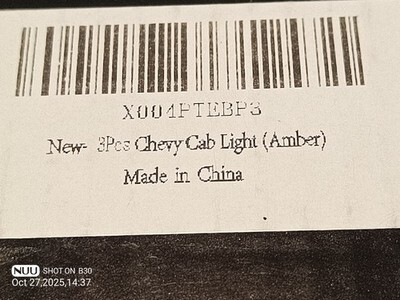 X004PTEBP3
New- 3Pcs Chevy Cab Light (Amber)
Made in China
NUU SHOT ON B30
Oct 27,2025,14:37